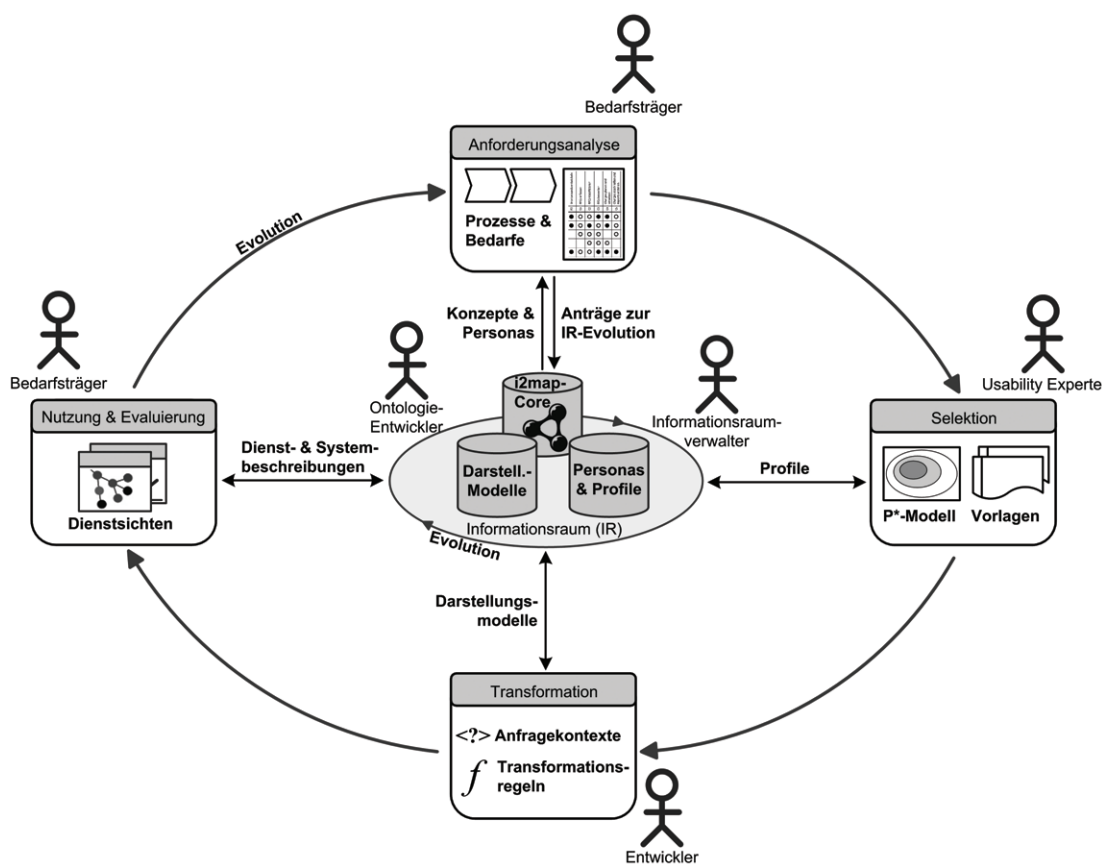 Bedarfsträger
Anforderungsanalyse
Prozesse &
Bedarfe
Evolution
Konzepte &
Personas
Anträge zur
IR-Evolution
Bedarfsträger
Usability Experte
Nutzung & Evaluierung
Dienstsichten
Dienst- & System-
beschreibungen
Ontologie-
Entwickler
i2map-
Core
Informationsraum-
verwalter
Darstell.-
Modelle
Personas
& Profile
Informationsraum (IR)
Evolution
Profile
Selektion
P*-Modell
Vorlagen
Darstellungs-
modelle
Transformation
<?> Anfragekontexte
f Transformations-
regeln
Entwickler